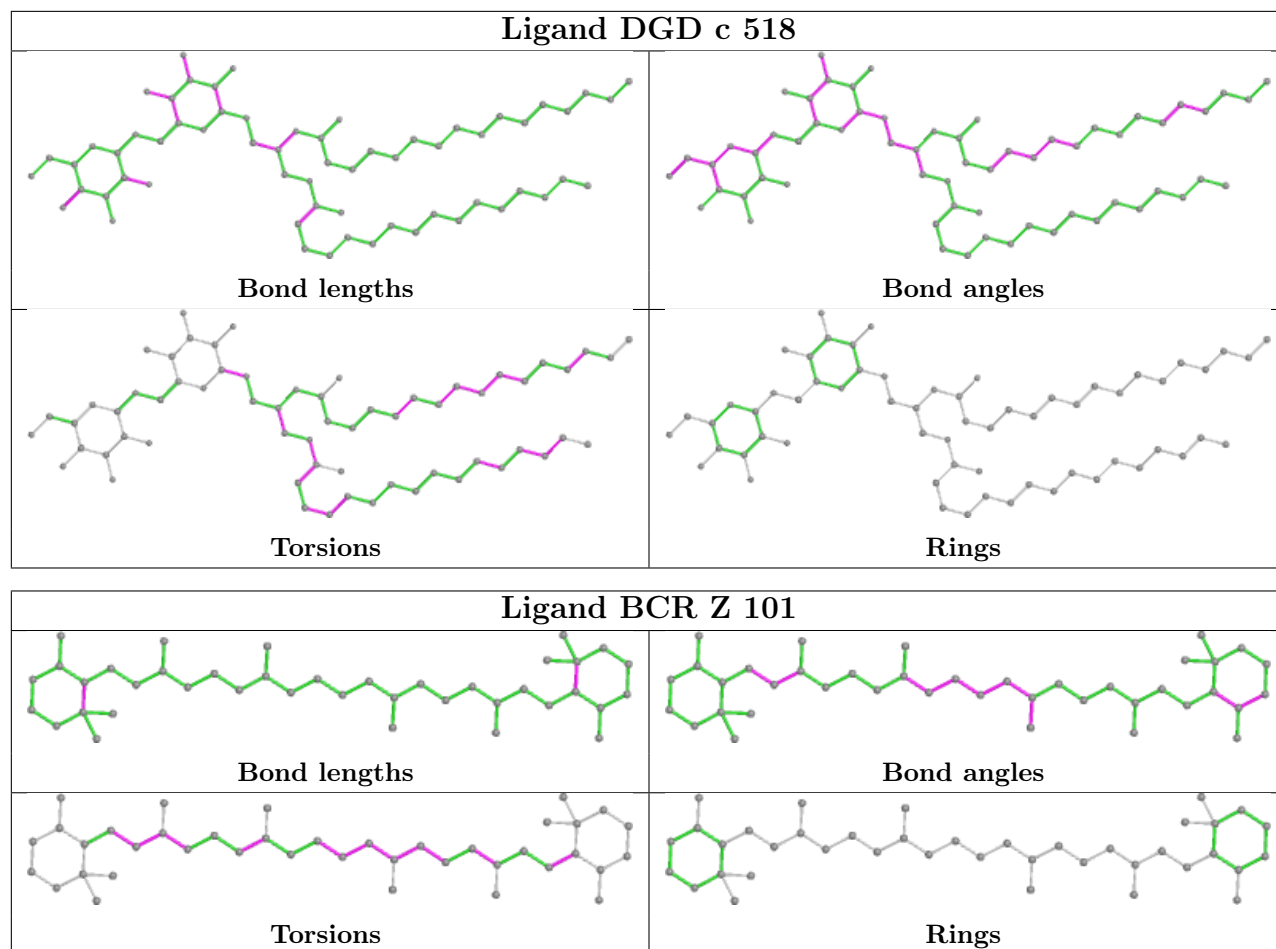 Ligand DGD c 518
Bond lengths
Bond angles
Torsions
Rings
Ligand BCR Z 101
Bond lengths
Bond angles
Torsions
Rings